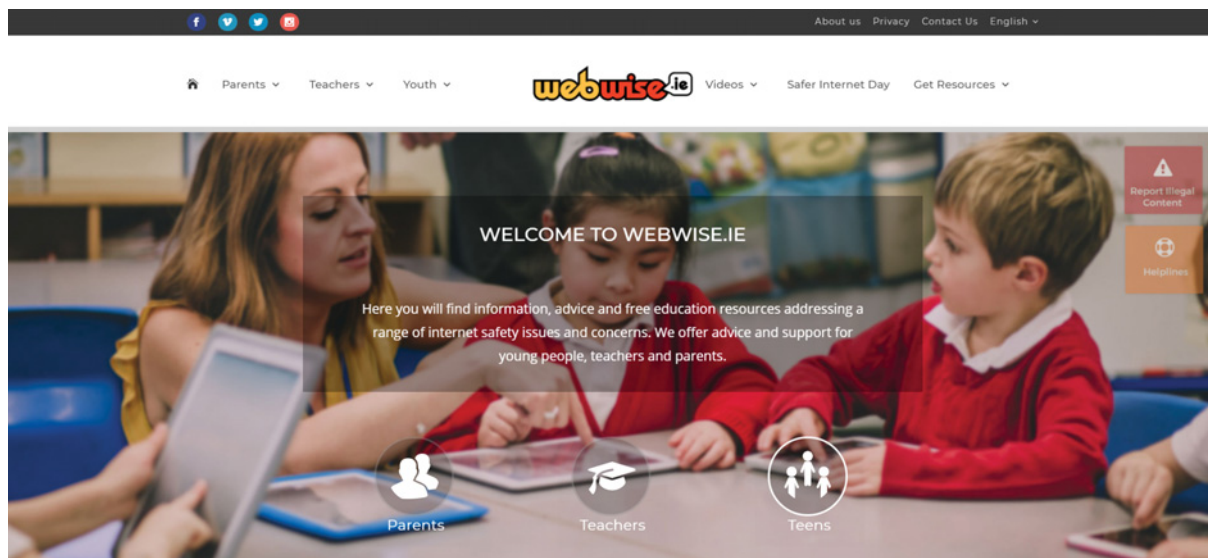 About us Privacy Contact Us English
Parents Teachers Youth webwise.ie Videos Safer Internet Day Get Resources
Report Illegal
Content
Helplines
WELCOME TO WEBWISE.IE
Here you will find information, advice and free education resources addressing a
range of internet safety issues and concerns. We offer advice and support for
young people, teachers and parents.
Parents Teachers Teens